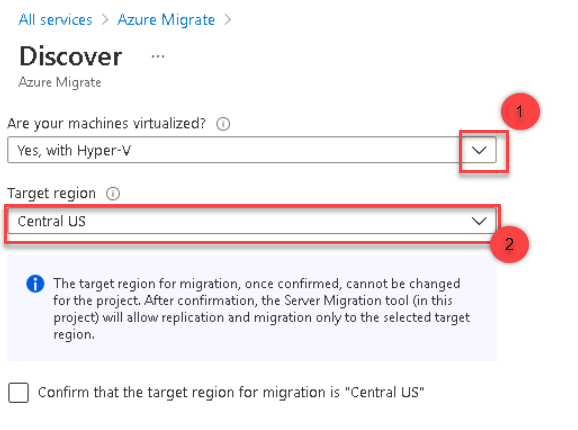 All services > Azure Migrate >
Discover ...
Azure Migrate
Are your machines virtualized?
1
Yes, with Hyper-V
Target region
Central US
2
The target region for migration, once confirmed, cannot be changed
for the project. After confirmation, the Server Migration tool (in this
project) will allow replication and migration only to the selected target
region.
Confirm that the target region for migration is "Central US"